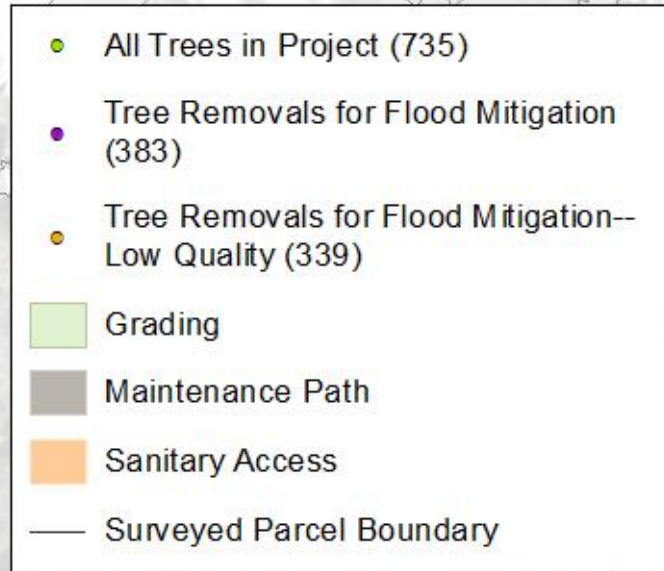 All Trees in Project (735)
Tree Removals for Flood Mitigation
(383)
Tree Removals for Flood Mitigation--
Low Quality (339)
Grading
Maintenance Path
Sanitary Access
Surveyed Parcel Boundary